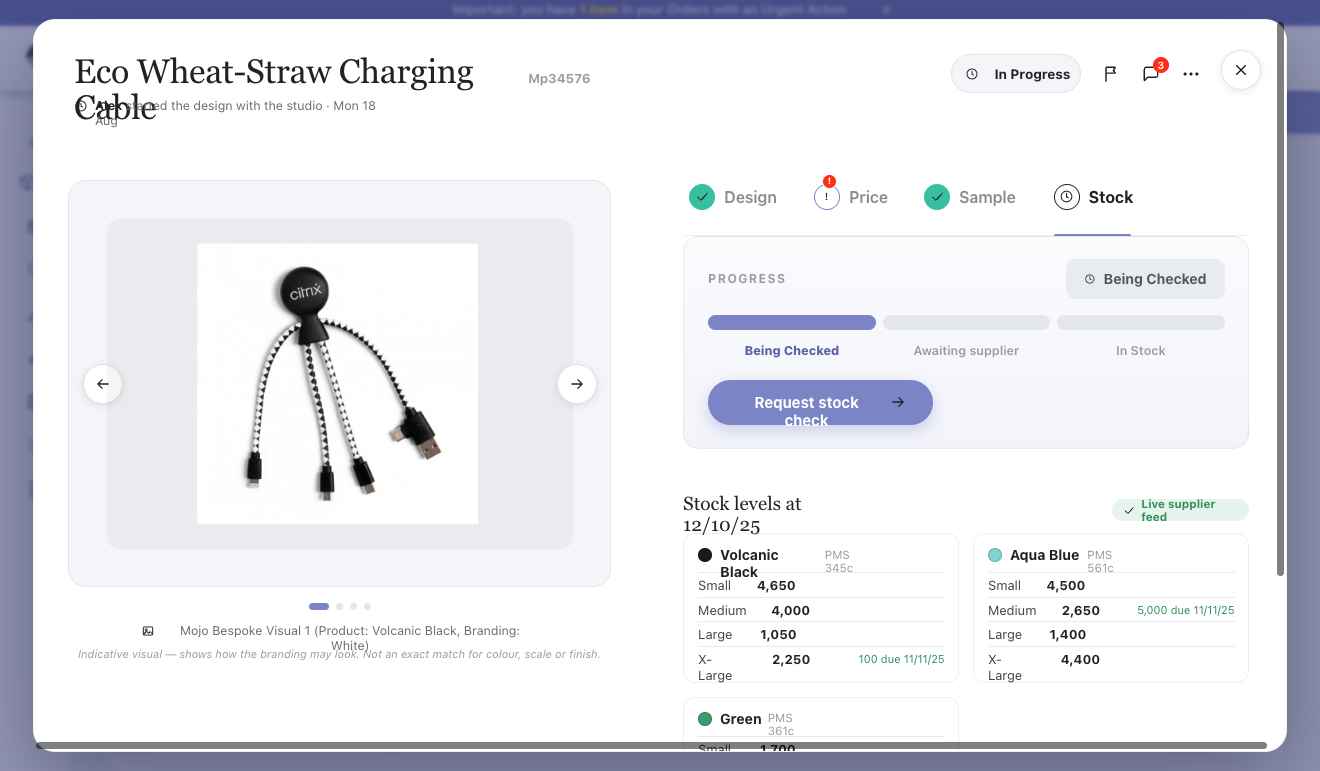 Important: you have 1 item in your Orders with an Urgent Action
Eco Wheat-Straw Charging
Cable
Mp34576
In Progress
3
Alex started the design with the studio · Mon 18
Aug
Design
!
!
Price
Sample
Stock
PROGRESS
Being Checked
Being Checked
Awaiting supplier
In Stock
Request stock
check
citrix
Mojo Bespoke Visual 1 (Product: Volcanic Black, Branding:
White)
Indicative visual — shows how the branding may look. Not an exact match for colour, scale or finish.
Stock levels at
12/10/25
Live supplier
feed
Volcanic
Black
PMS
345c
Small 4,650
Medium 4,000
Large 1,050
X-
Large
2,250 100 due 11/11/25
Aqua Blue
PMS
561c
Small 4,500
Medium 2,650 5,000 due 11/11/25
Large 1,400
X-
Large
4,400
Green
PMS
361c
Small 1,700